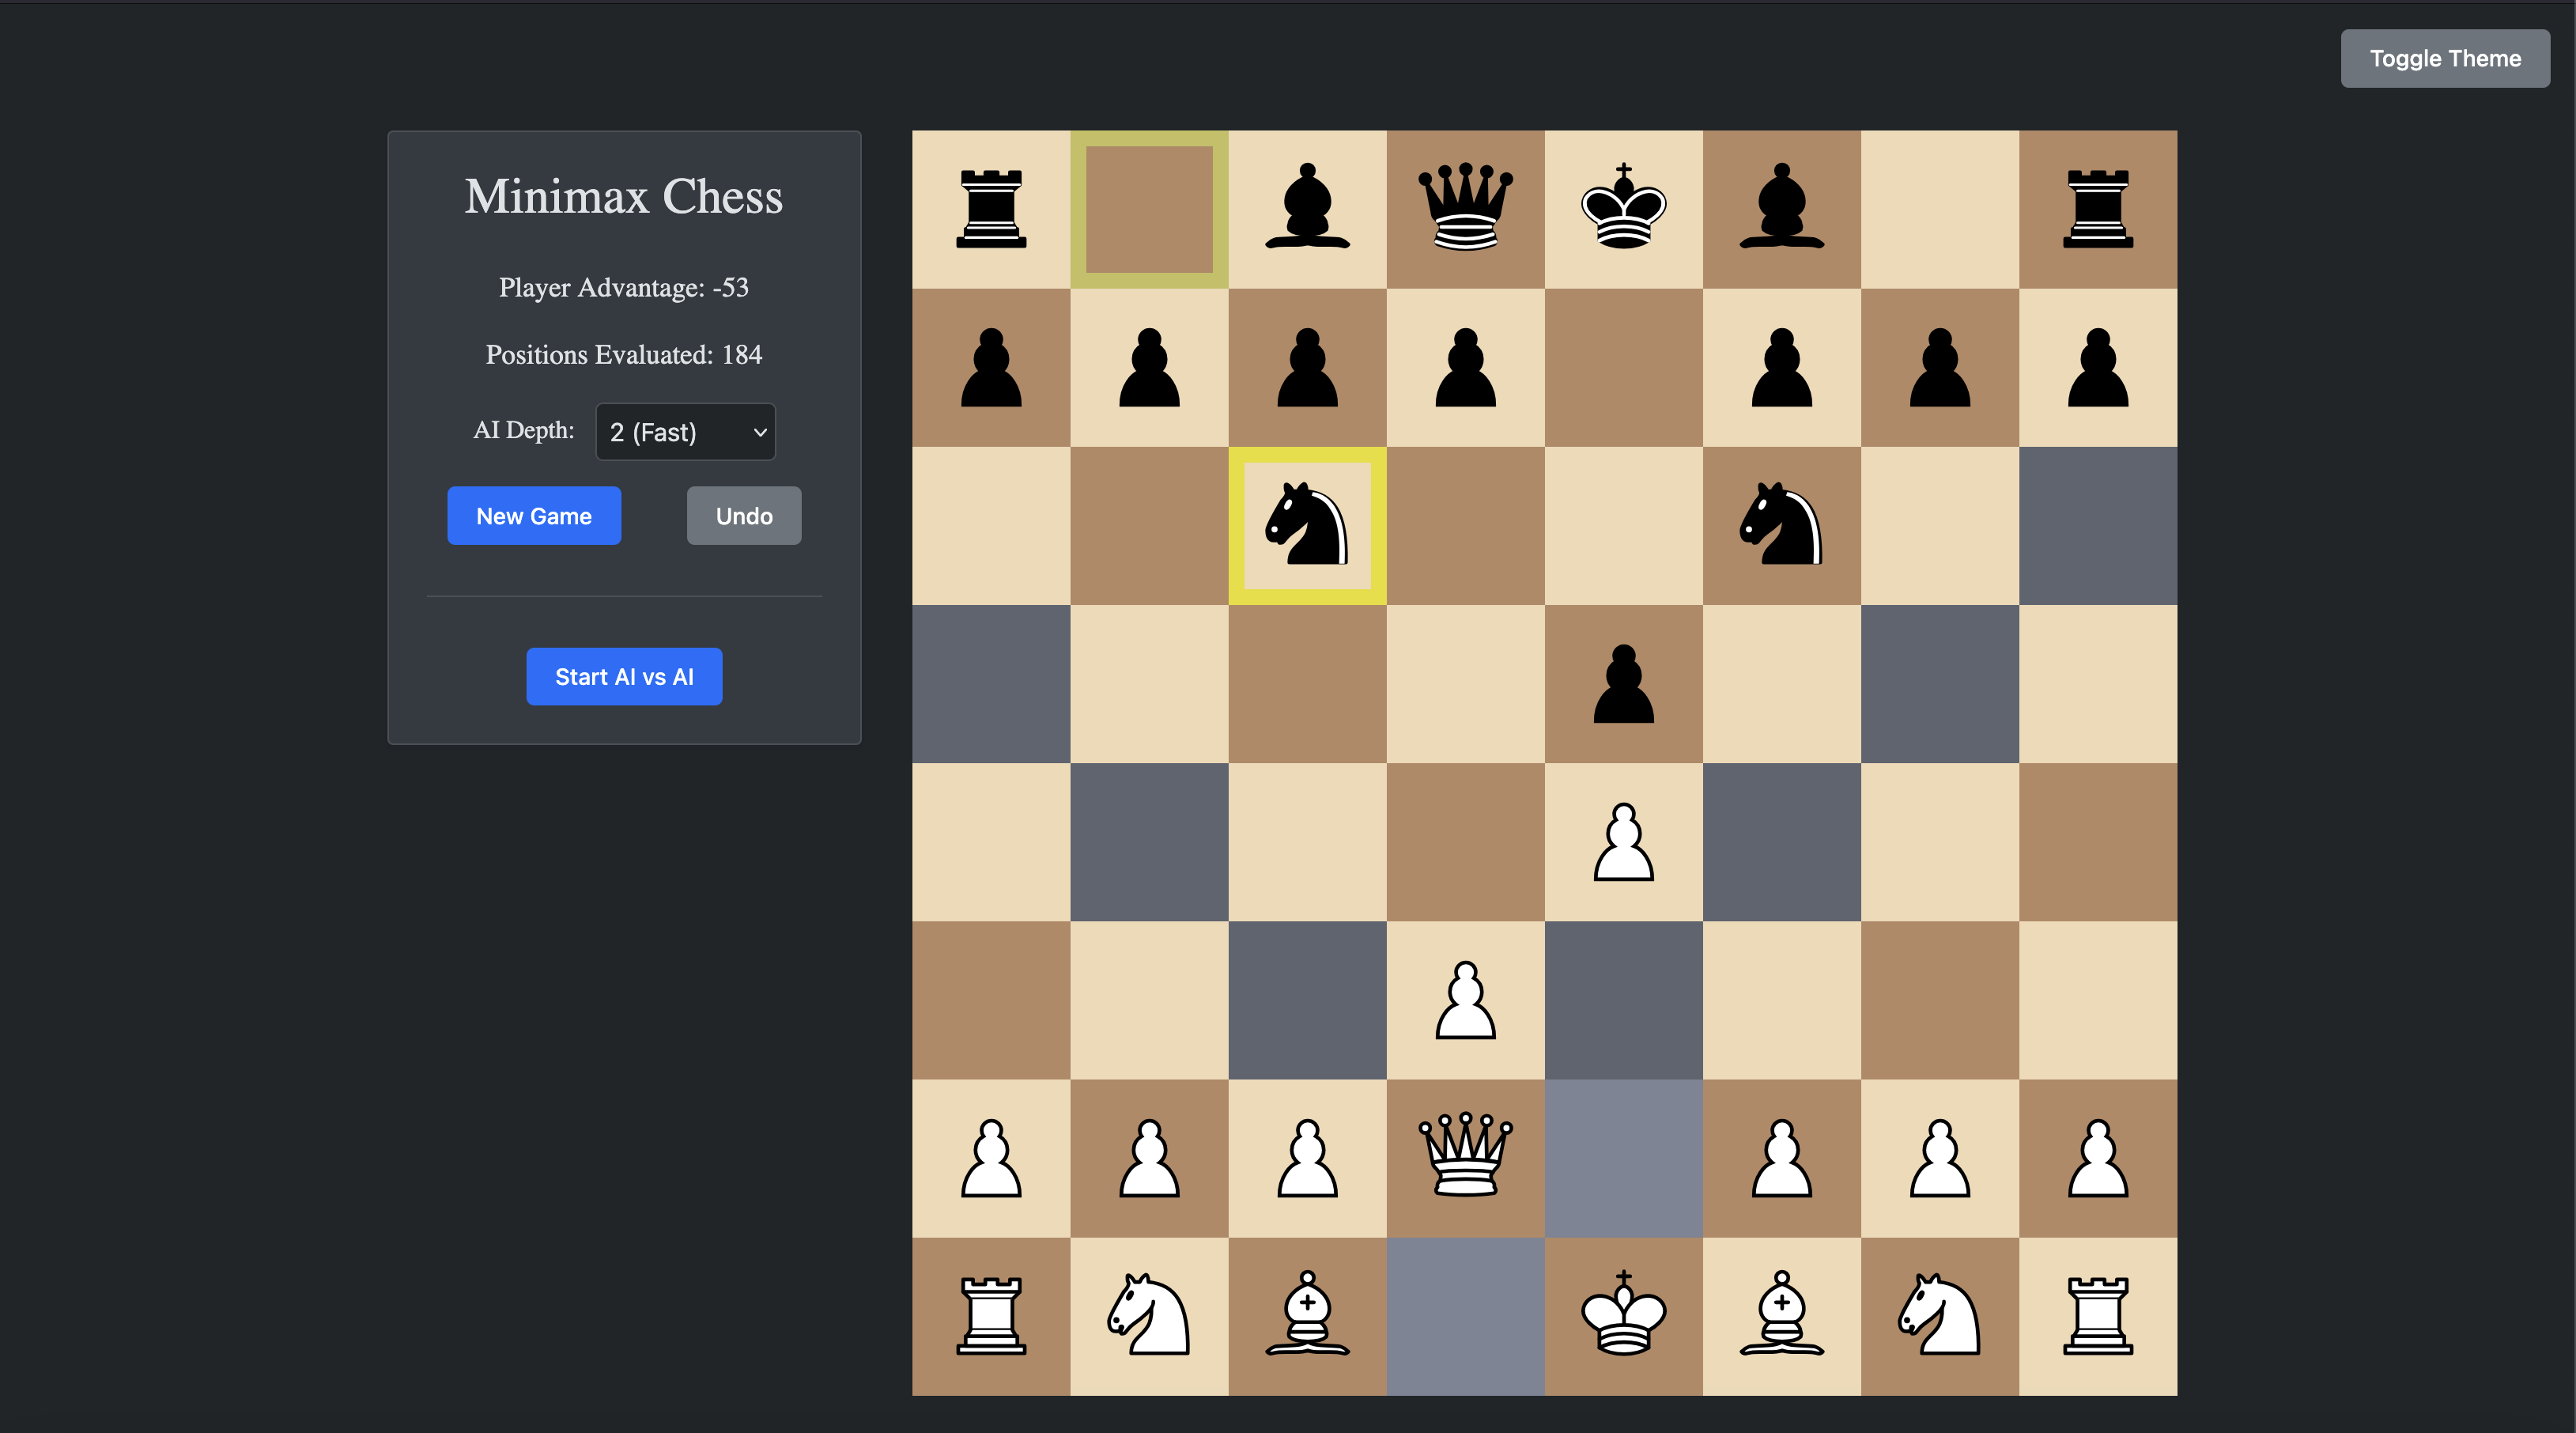 Toggle Theme
Minimax Chess
Player Advantage: -53
Positions Evaluated: 184
AI Depth: 2 (Fast)
New Game Undo
Start AI vs AI